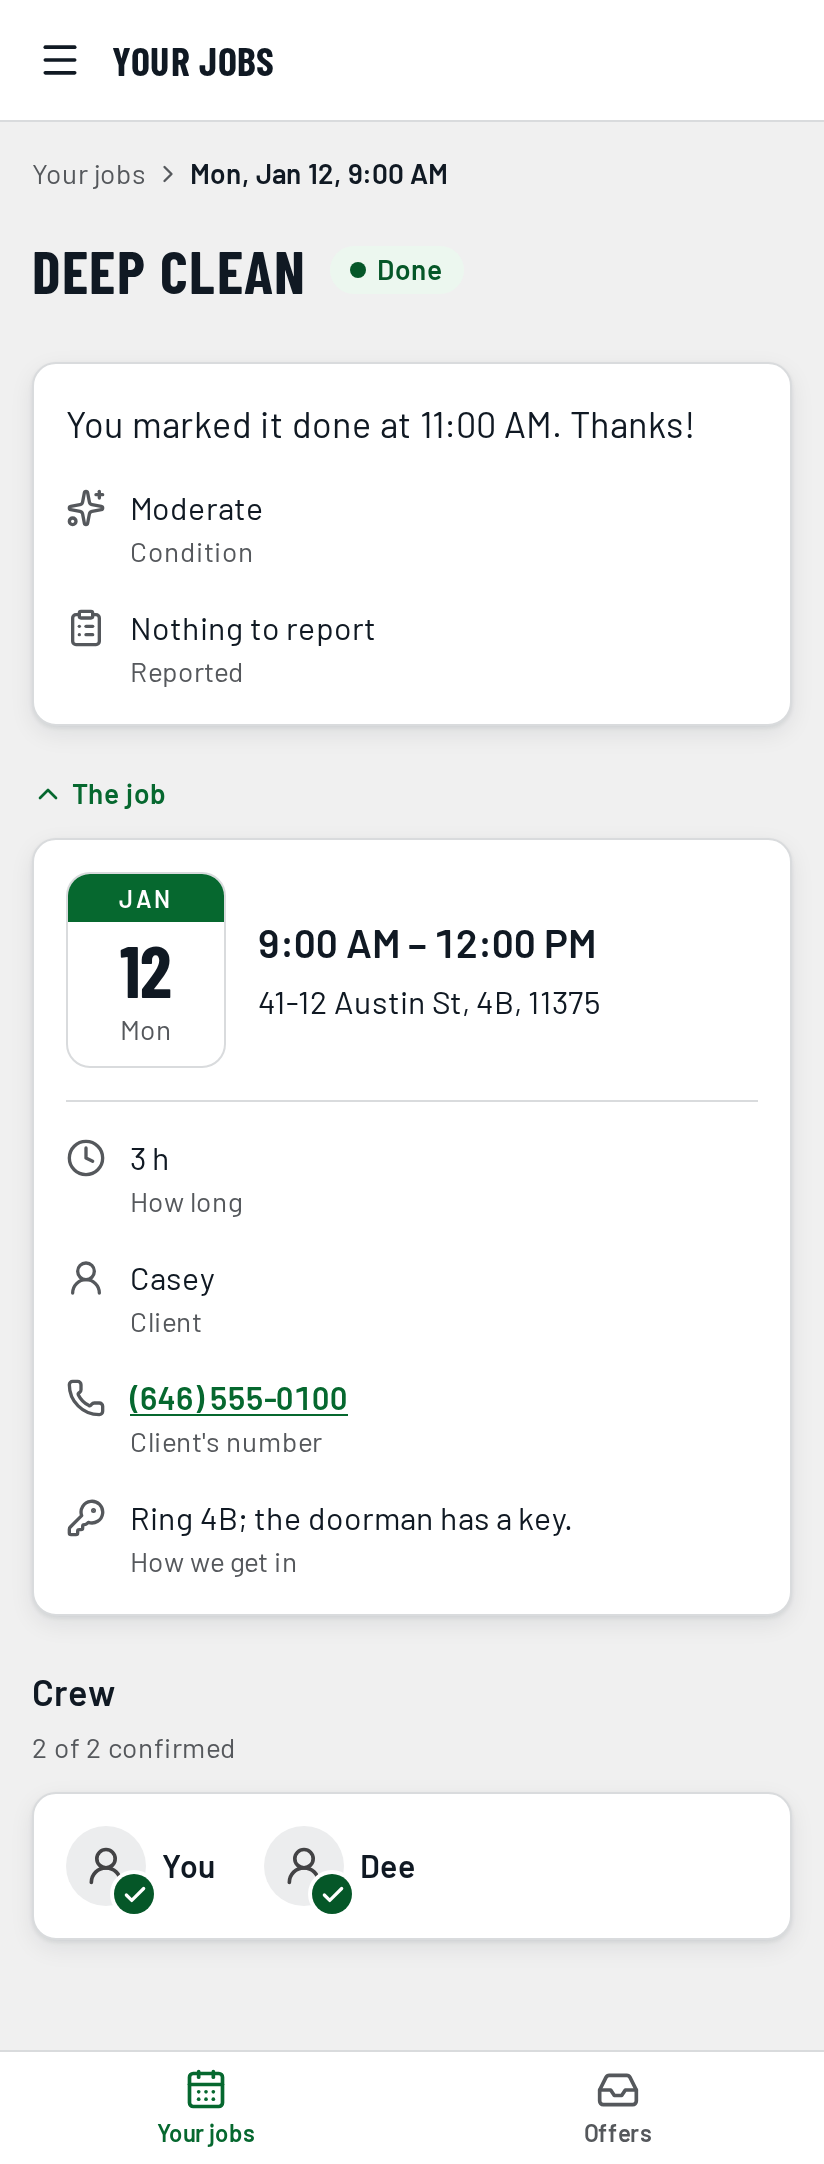 YOUR JOBS
Your jobs > Mon, Jan 12, 9:00 AM
DEEP CLEAN
Done
You marked it done at 11:00 AM. Thanks!
Moderate
Condition
Nothing to report
Reported
The job
JAN
12
Mon
9:00 AM – 12:00 PM
41-12 Austin St, 4B, 11375
3 h
How long
Casey
Client
(646) 555-0100
Client's number
Ring 4B; the doorman has a key.
How we get in
Crew
2 of 2 confirmed
You
Dee
Your jobs
Offers